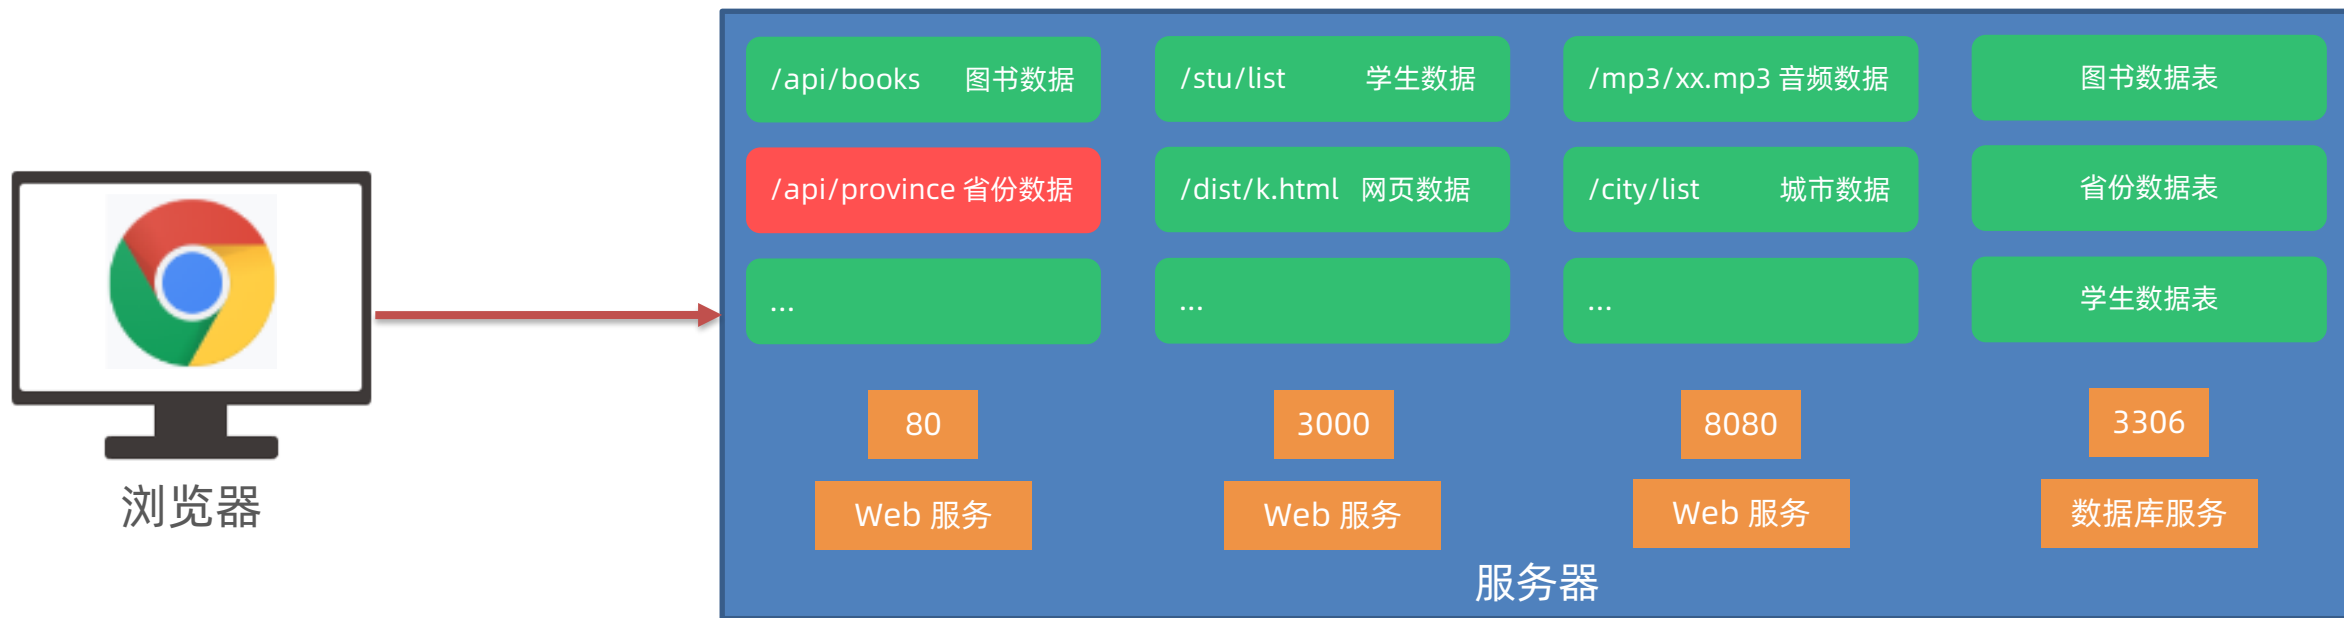 /api/books 图书数据
/stu/list 学生数据
/mp3/xx.mp3 音频数据
图书数据表
/api/province 省份数据
/dist/k.html 网页数据
/city/list 城市数据
省份数据表
...
...
...
学生数据表
80
3000
8080
3306
浏览器
Web 服务
Web 服务
Web 服务
数据库服务
服务器